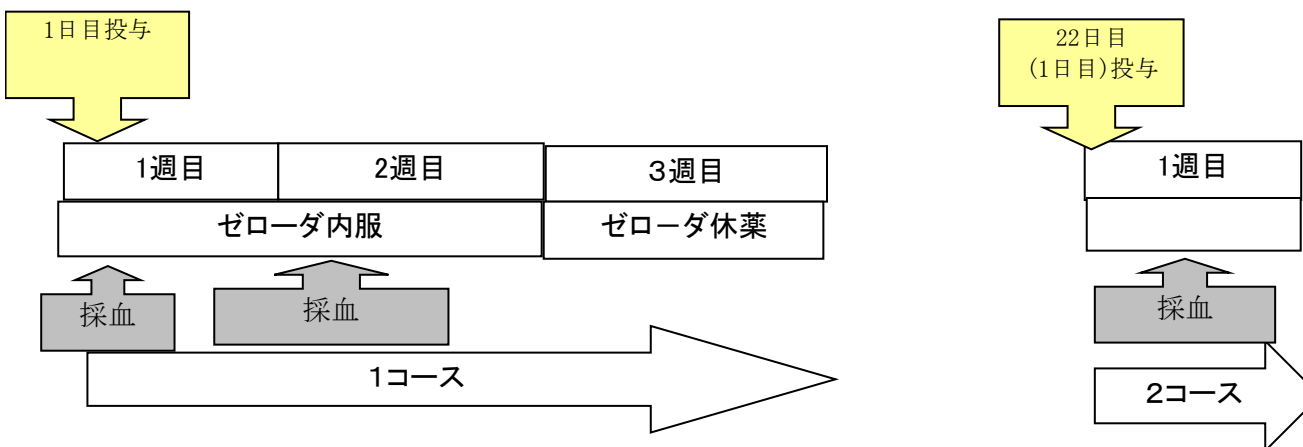 1日目投与
22日目
(1日目)投与
1週目
2週目
３週目
1週目
ゼローダ内服
ゼローダ休薬
採血
採血
採血
1コース
２コース